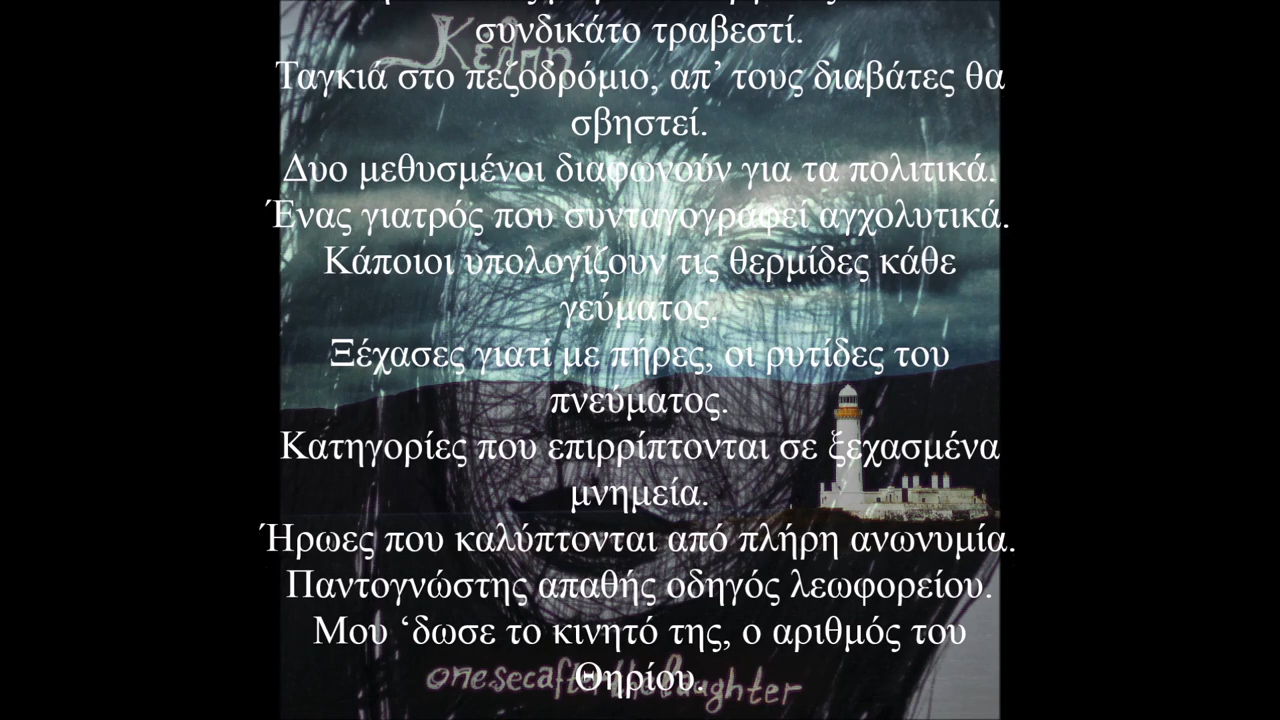 συνδικάτο τραβεστί.
Κελπη
Ταγκιά στο πεζοδρόμιο, απ’ τους διαβάτες θα
σβηστεί.
Δυο μεθυσμένοι διαφωνούν για τα πολιτικά.
Ένας γιατρός που συνταγογραφεί αγχολυτικά.
Κάποιοι υπολογίζουν τις θερμίδες κάθε
γεύματος.
Ξέχασες γιατί με πήρες, οι ρυτίδες του
πνεύματος.
Κατηγορίες που επιρρίπτονται σε ξεχασμένα
μνημεία.
Ήρωες που καλύπτονται από πλήρη ανωνυμία.
Παντογνώστης απαθής οδηγός λεωφορείου.
Μου ‘δωσε το κινητό της, ο αριθμός του
Θηρίου.
onesecafterthelaughter